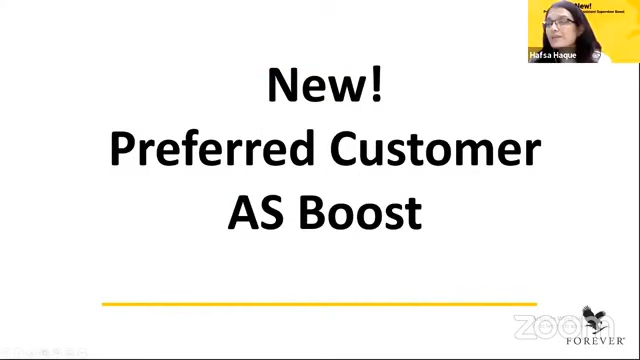 New!
Preferred Customer
AS Boost
New!
Hafsa Haque
zoom
FOREVER